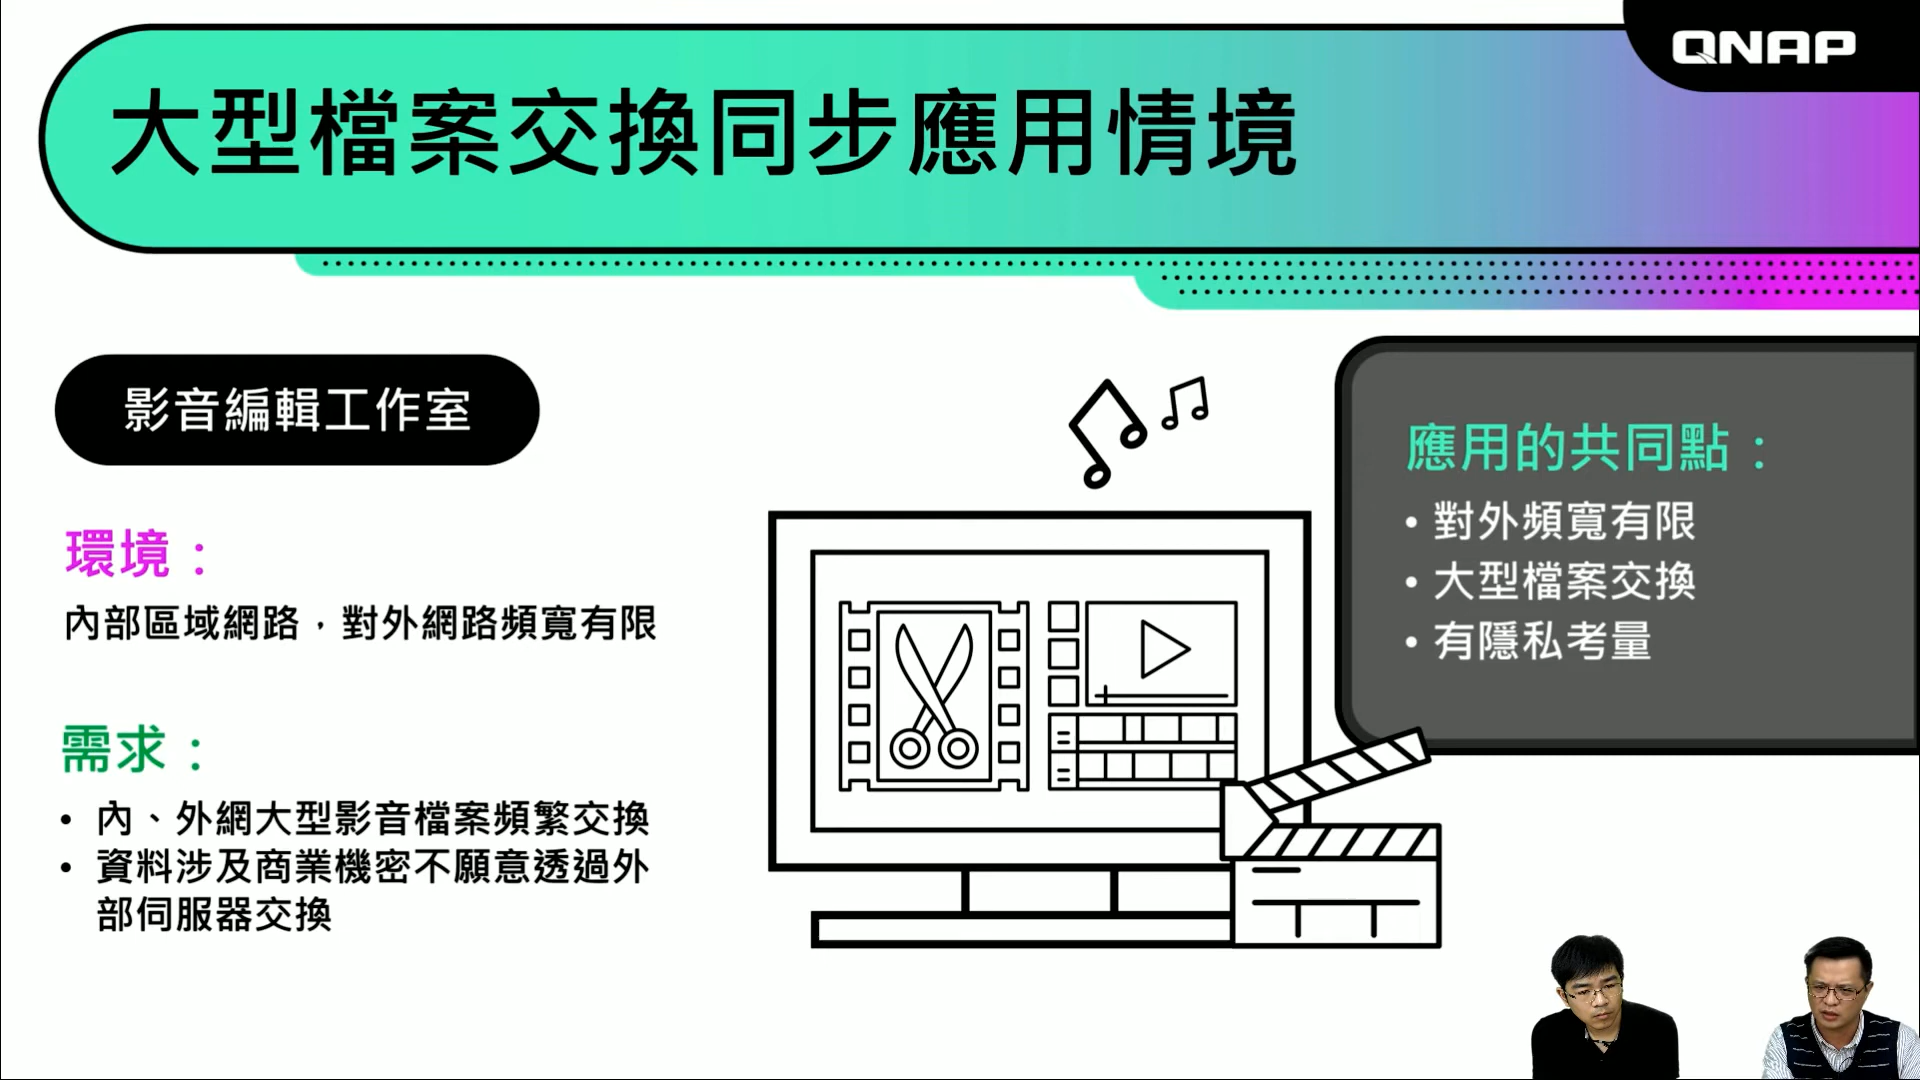 QNAP
大型檔案交換同步應用情境
影音編輯工作室
環境：
內部區域網路，對外網路頻寬有限
需求：
• 內、外網大型影音檔案頻繁交換
• 資料涉及商業機密不願意透過外
部伺服器交換
應用的共同點：
• 對外頻寬有限
• 大型檔案交換
• 有隱私考量